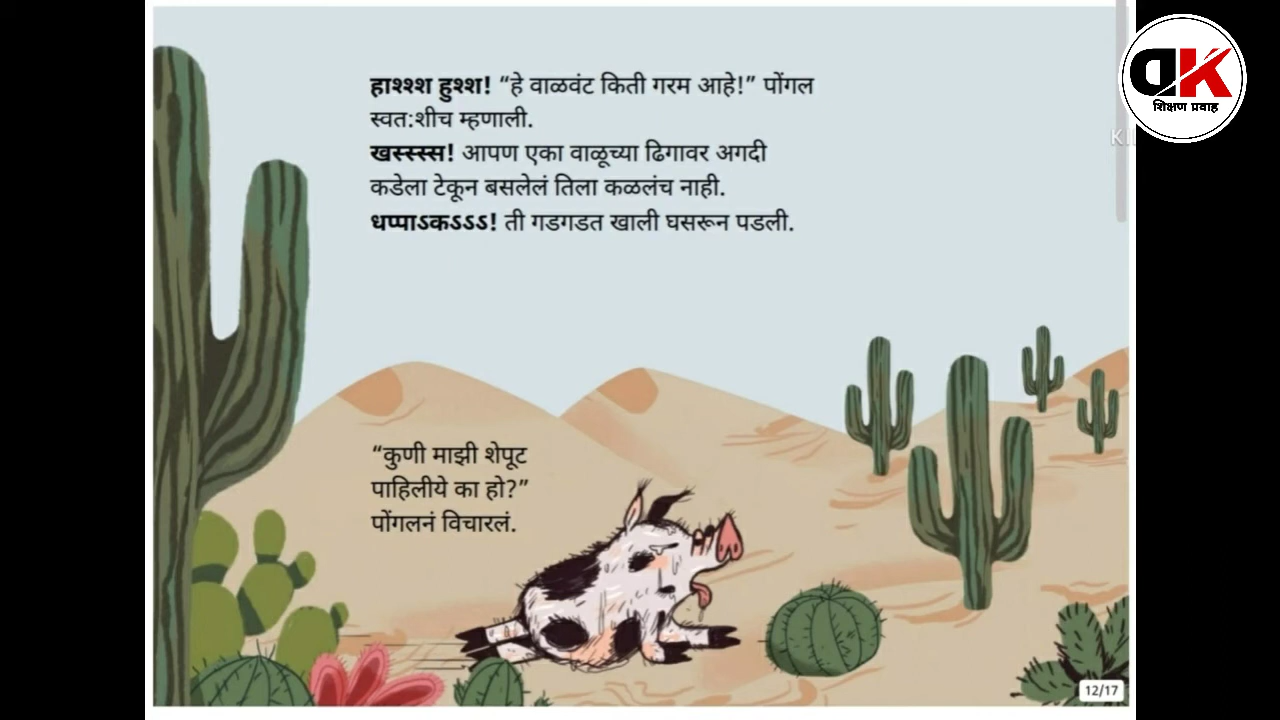 हाश्श्श हुश्श! “हे वाळवंट किती गरम आहे!” पोंगल
स्वत:शीच म्हणाली.
खस्स्स्स! आपण एका वाळूच्या ढिगावर अगदी
कडेला टेकून बसलेलं तिला कळलंच नाही.
धप्पाऽकऽऽऽ! ती गडगडत खाली घसरून पडली.
“कुणी माझी शेपूट
पाहिलीये का हो?”
पोंगलनं विचारलं.
DK
शिक्षण प्रवाह
12/17